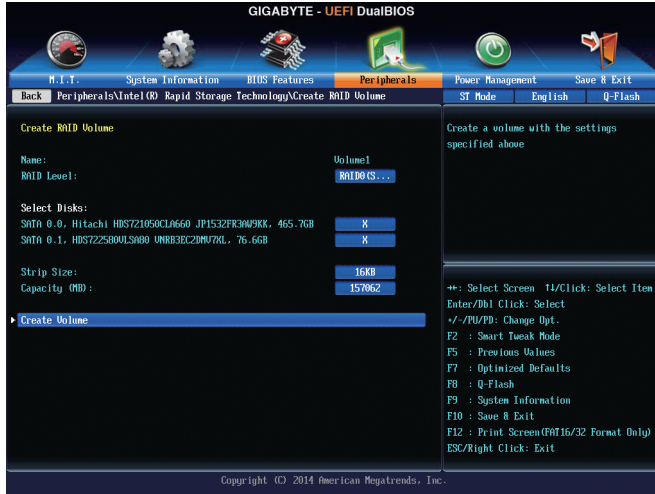 GIGABYTE - UEFI DualBIOS
M.I.T. System Information BIOS Features Peripherals Power Management Save & Exit
Back Peripherals\Intel(R) Rapid Storage Technology\Create RAID Volume ST Mode English Q-Flash
Create RAID Volume
Name: Volume1
RAID Level: RAID0(S...
Select Disks:
SATA 0.0, Hitachi HDS721050CLA660 JP1532FR3AW9KK, 465.7GB X
SATA 0.1, HDS722580VLSA80 VNRB3EC2DMV7XL, 76.6GB X
Strip Size: 16KB
Capacity (MB): 157062
Create Volume
Create a volume with the settings
specified above
→←: Select Screen ↑↓/Click: Select Item
Enter/Dbl Click: Select
+/-/PU/PD: Change Opt.
F2 : Smart Tweak Mode
F5 : Previous Values
F7 : Optimized Defaults
F8 : Q-Flash
F9 : System Information
F10 : Save & Exit
F12 : Print Screen(FAT16/32 Format Only)
ESC/Right Click: Exit
Copyright (C) 2014 American Megatrends, Inc.